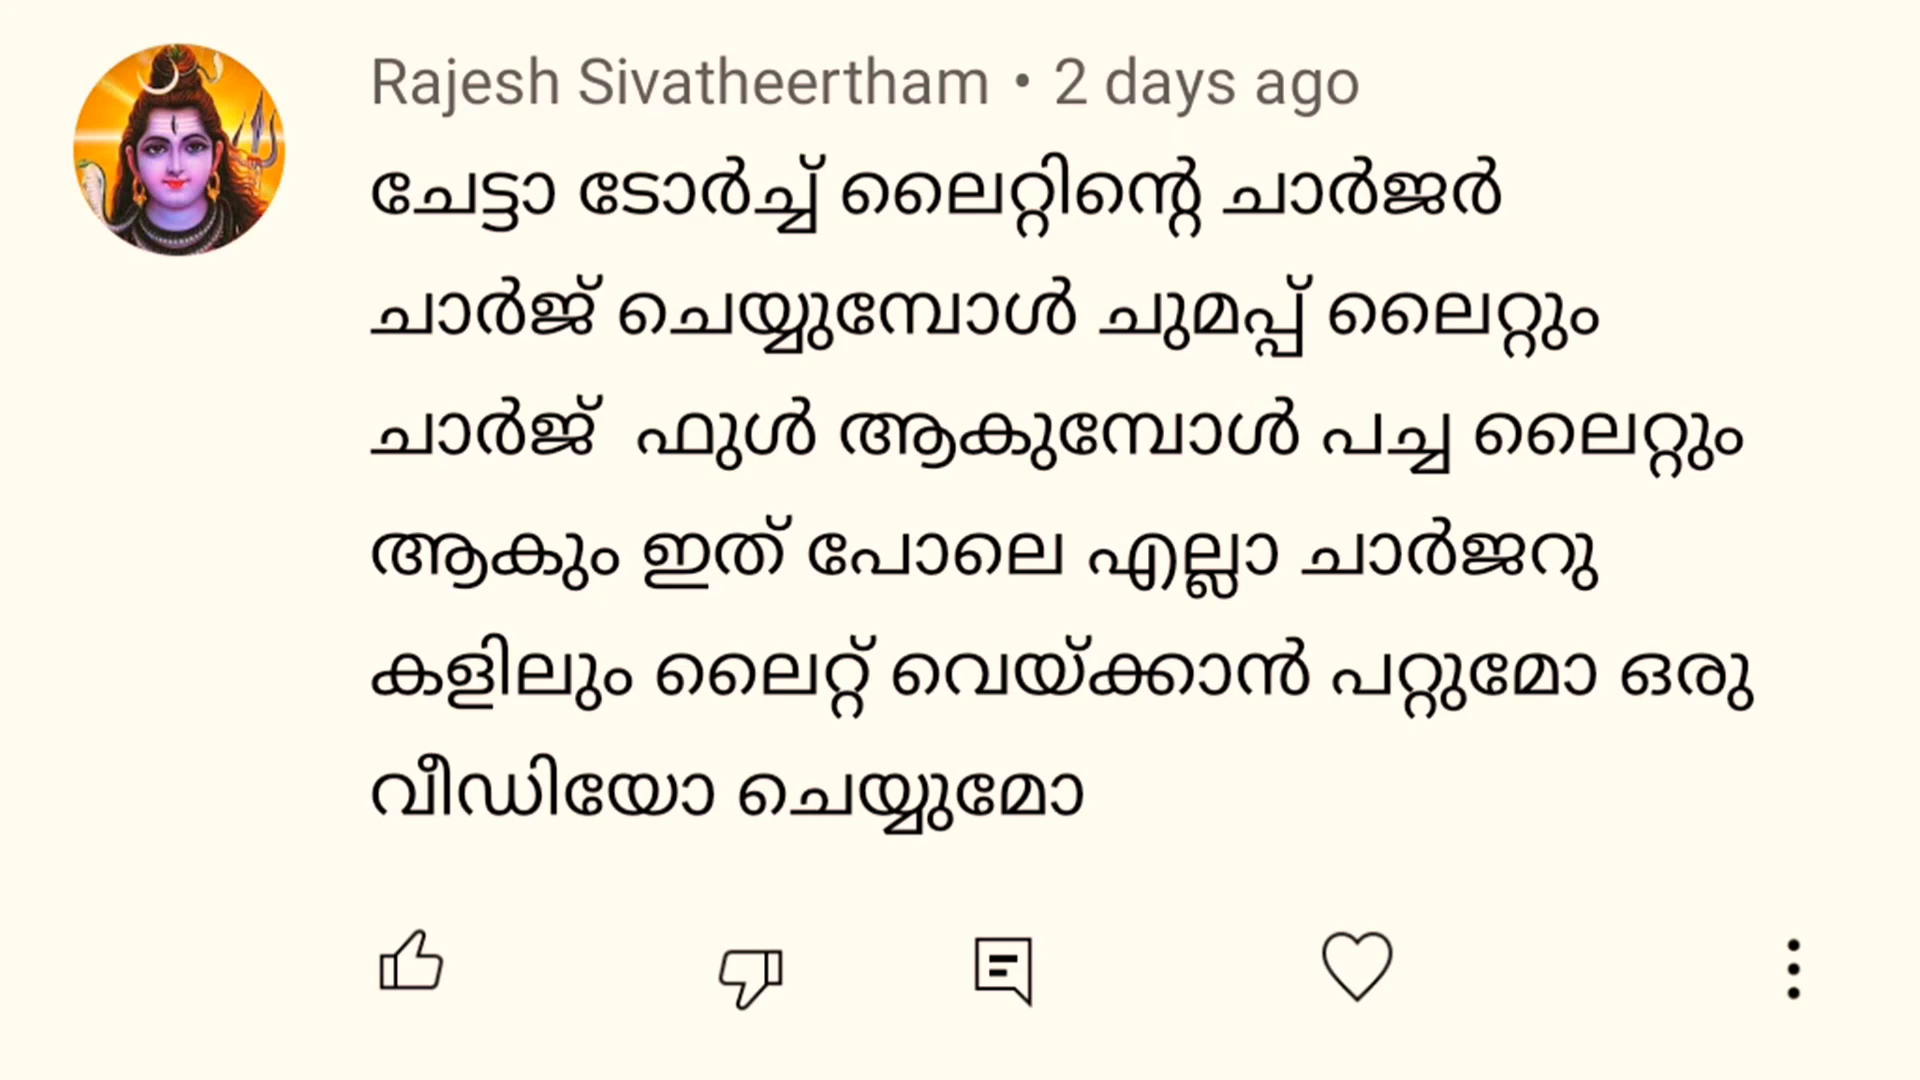 Rajesh Sivatheertham • 2 days ago
ചേട്ടാ ടോർച്ച് ലൈറ്റിന്റെ ചാർജർ
ചാർജ് ചെയ്യുമ്പോൾ ചുമപ്പ് ലൈറ്റും
ചാർജ്  ഫുൾ ആകുമ്പോൾ പച്ച ലൈറ്റും
ആകും ഇത് പോലെ എല്ലാ ചാർജറു
കളിലും ലൈറ്റ് വെയ്ക്കാൻ പറ്റുമോ ഒരു
വീഡിയോ ചെയ്യുമോ